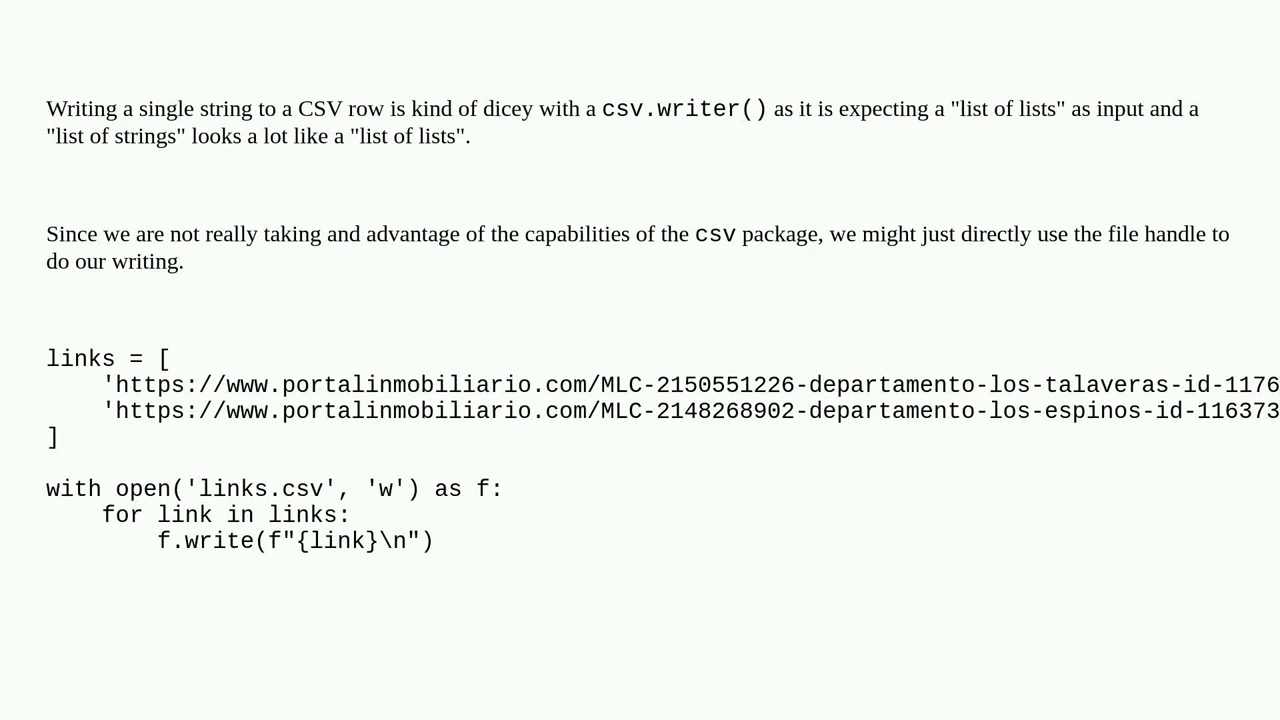 Writing a single string to a CSV row is kind of dicey with a csv.writer() as it is expecting a "list of lists" as input and a
"list of strings" looks a lot like a "list of lists".
Since we are not really taking and advantage of the capabilities of the csv package, we might just directly use the file handle to
do our writing.
links = [
    'https://www.portalinmobiliario.com/MLC-2150551226-departamento-los-talaveras-id-1176
    'https://www.portalinmobiliario.com/MLC-2148268902-departamento-los-espinos-id-116373
]
with open('links.csv', 'w') as f:
    for link in links:
        f.write(f"{link}\n")